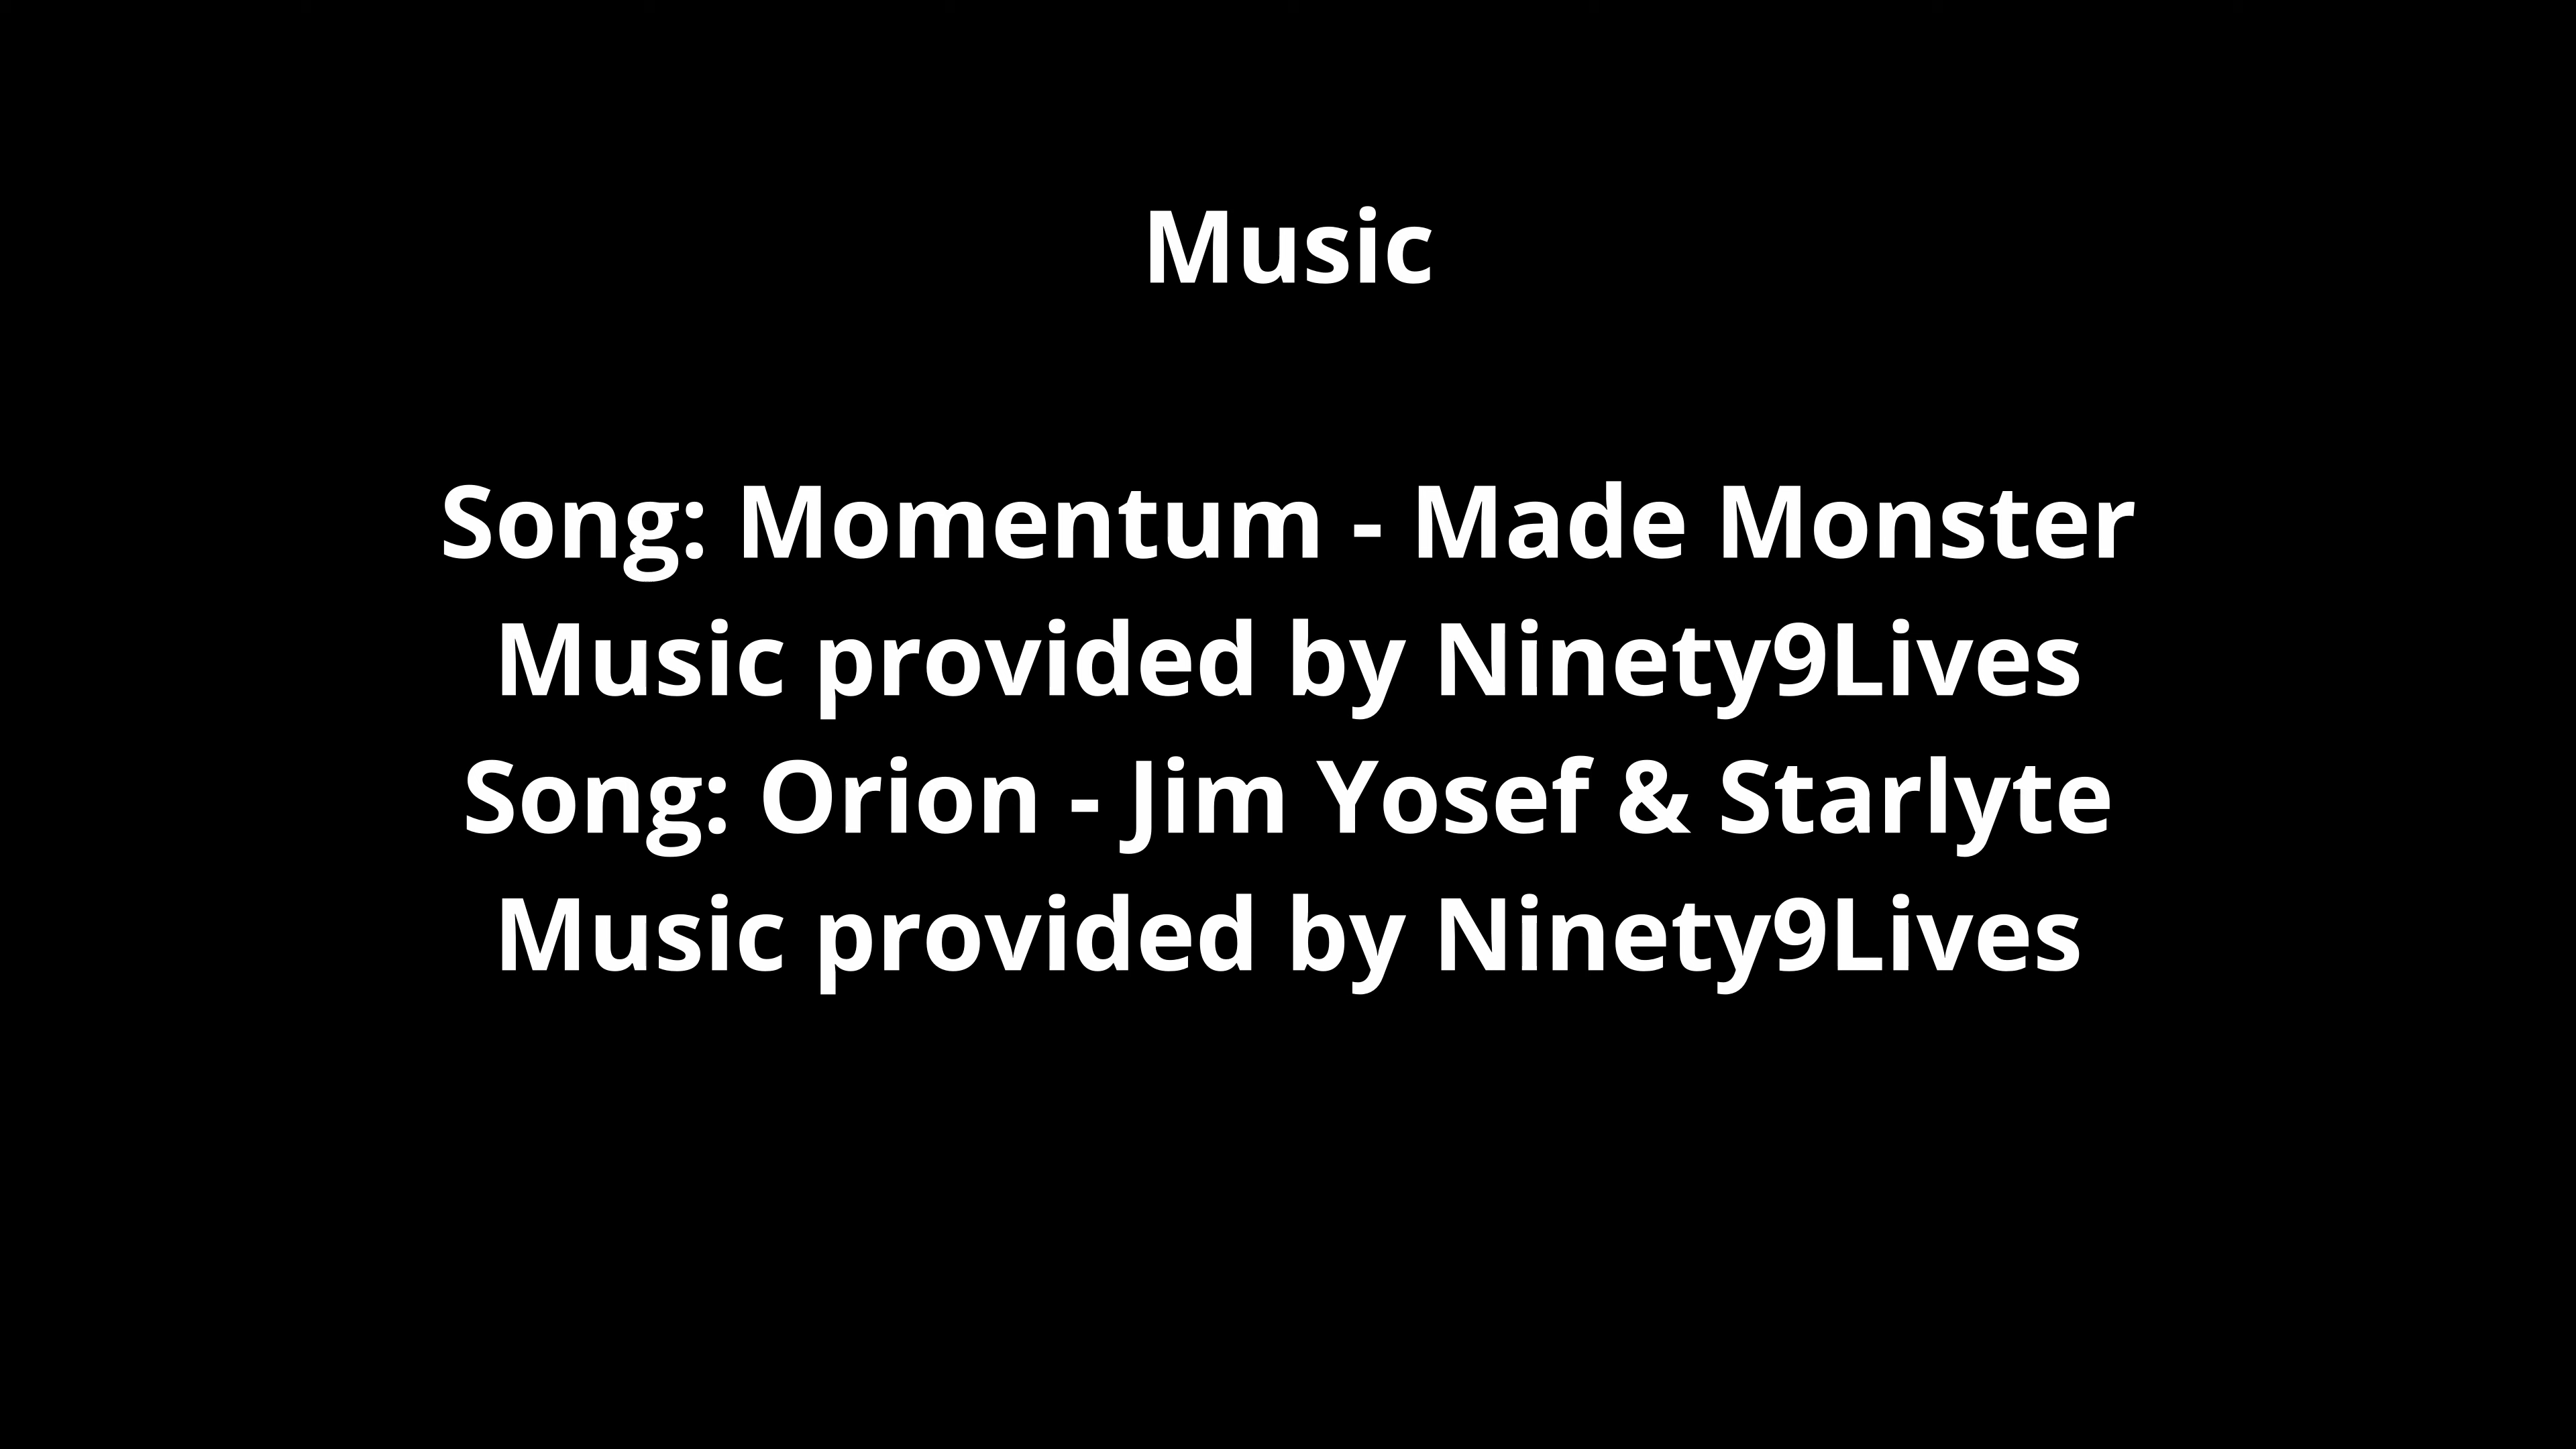 Music
Song: Momentum - Made Monster
Music provided by Ninety9Lives
Song: Orion - Jim Yosef & Starlyte
Music provided by Ninety9Lives